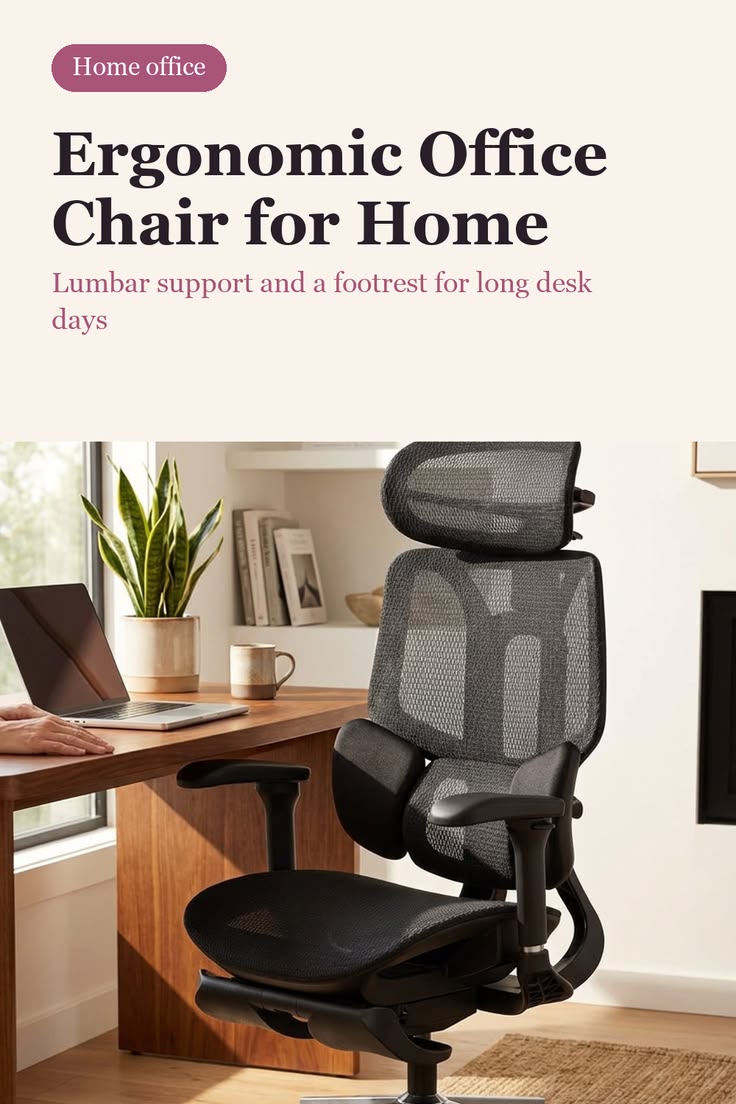 Home office
Ergonomic Office
Chair for Home
Lumbar support and a footrest for long desk
days